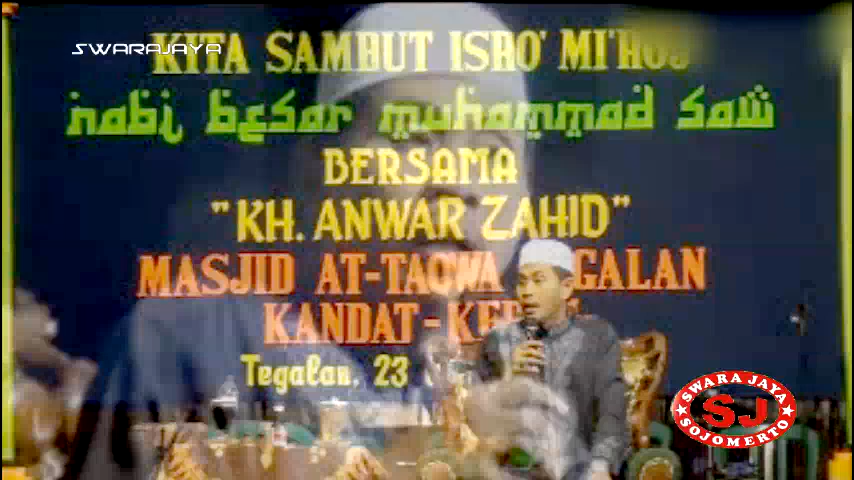 SWARAJAYA
KITA SAMBUT ISRO' MI'ROJ
nabi besar muhammad saw
BERSAMA
"KH. ANWAR ZAHID"
MASJID AT-TAQWA
KANDAT -
Tegalan, 23
SWARA JAYA
SJ
SOJOMERTO